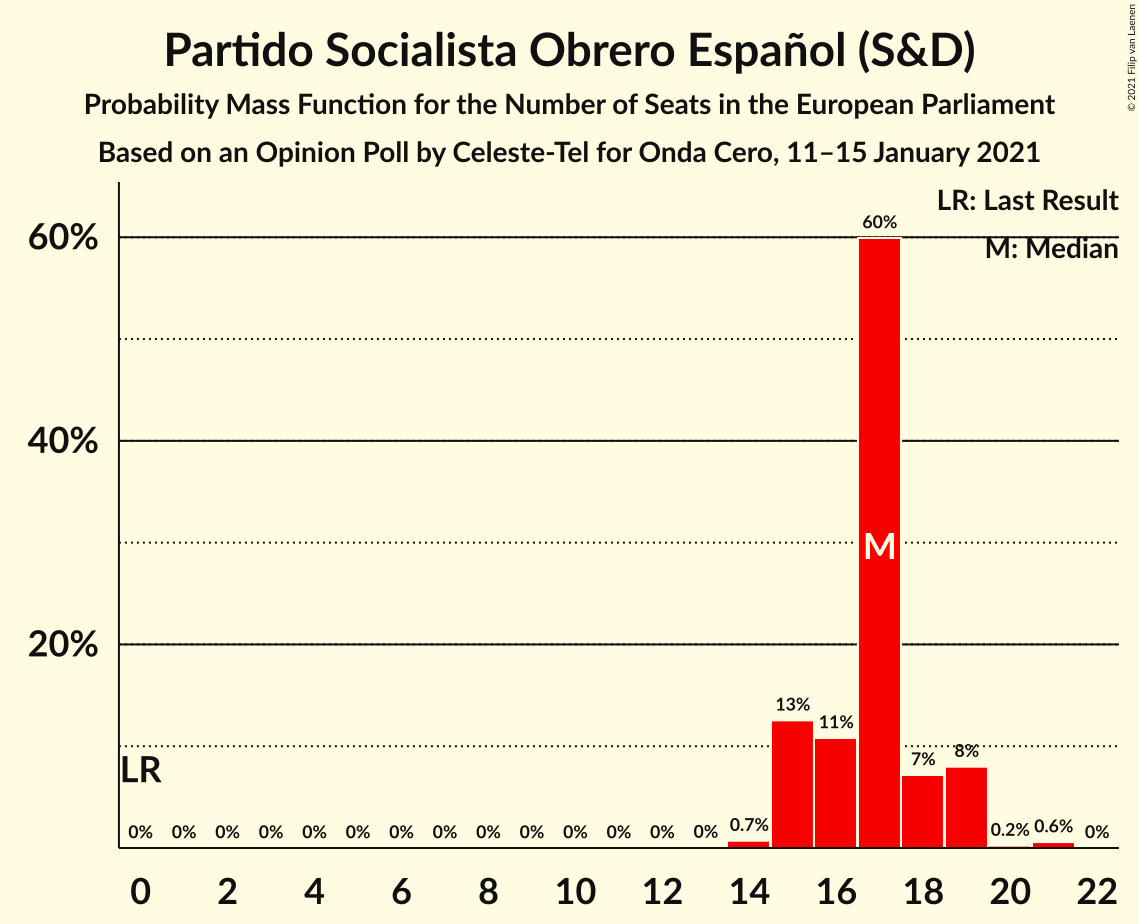 Partido Socialista Obrero Español (S&D)
Probability Mass Function for the Number of Seats in the European Parliament
Based on an Opinion Poll by Celeste-Tel for Onda Cero, 11–15 January 2021
© 2021 Filip van Laenen
LR: Last Result
M: Median
60%
40%
20%
60%
M
13%
11%
7%
8%
LR
0% 0% 0% 0% 0% 0% 0% 0% 0% 0% 0% 0% 0% 0% 0.7% 0.2% 0.6% 0%
0 2 4 6 8 10 12 14 16 18 20 22